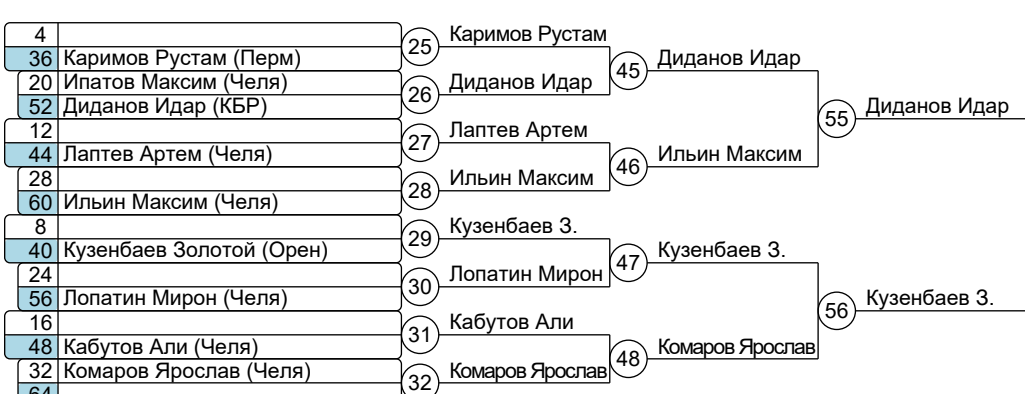 4
25 Каримов Рустам
36 Каримов Рустам (Перм)
45 Диданов Идар
20 Ипатов Максим (Челя)
26 Диданов Идар
52 Диданов Идар (КБР)
55 Диданов Идар
12
27 Лаптев Артем
44 Лаптев Артем (Челя)
46 Ильин Максим
28
28 Ильин Максим
60 Ильин Максим (Челя)
8
29 Кузенбаев З.
40 Кузенбаев Золотой (Орен)
47 Кузенбаев З.
24
30 Лопатин Мирон
56 Лопатин Мирон (Челя)
56 Кузенбаев З.
16
31 Кабутов Али
48 Кабутов Али (Челя)
48 Комаров Ярослав
32 Комаров Ярослав (Челя)
32 Комаров Ярослав
64